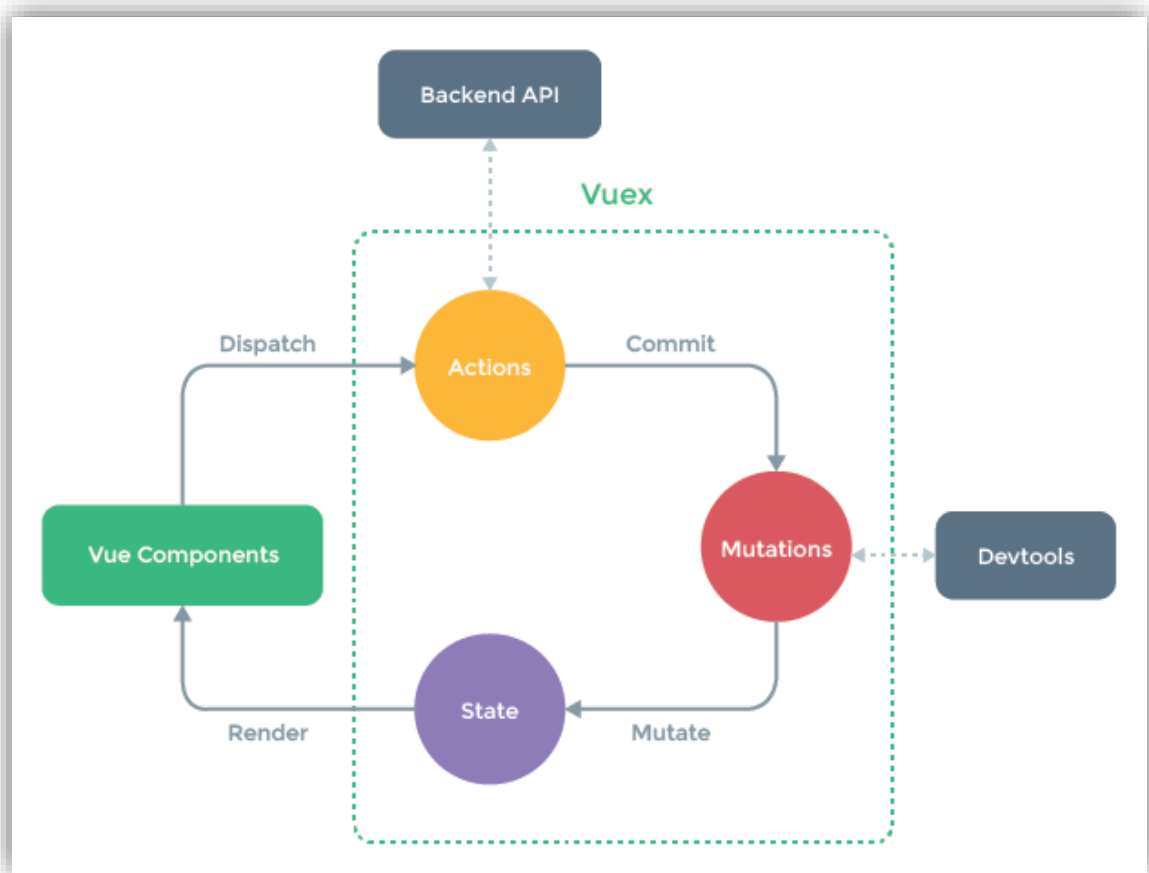 Backend API
Vuex
Dispatch
Actions
Commit
Vue Components
Mutations
Devtools
State
Render
Mutate